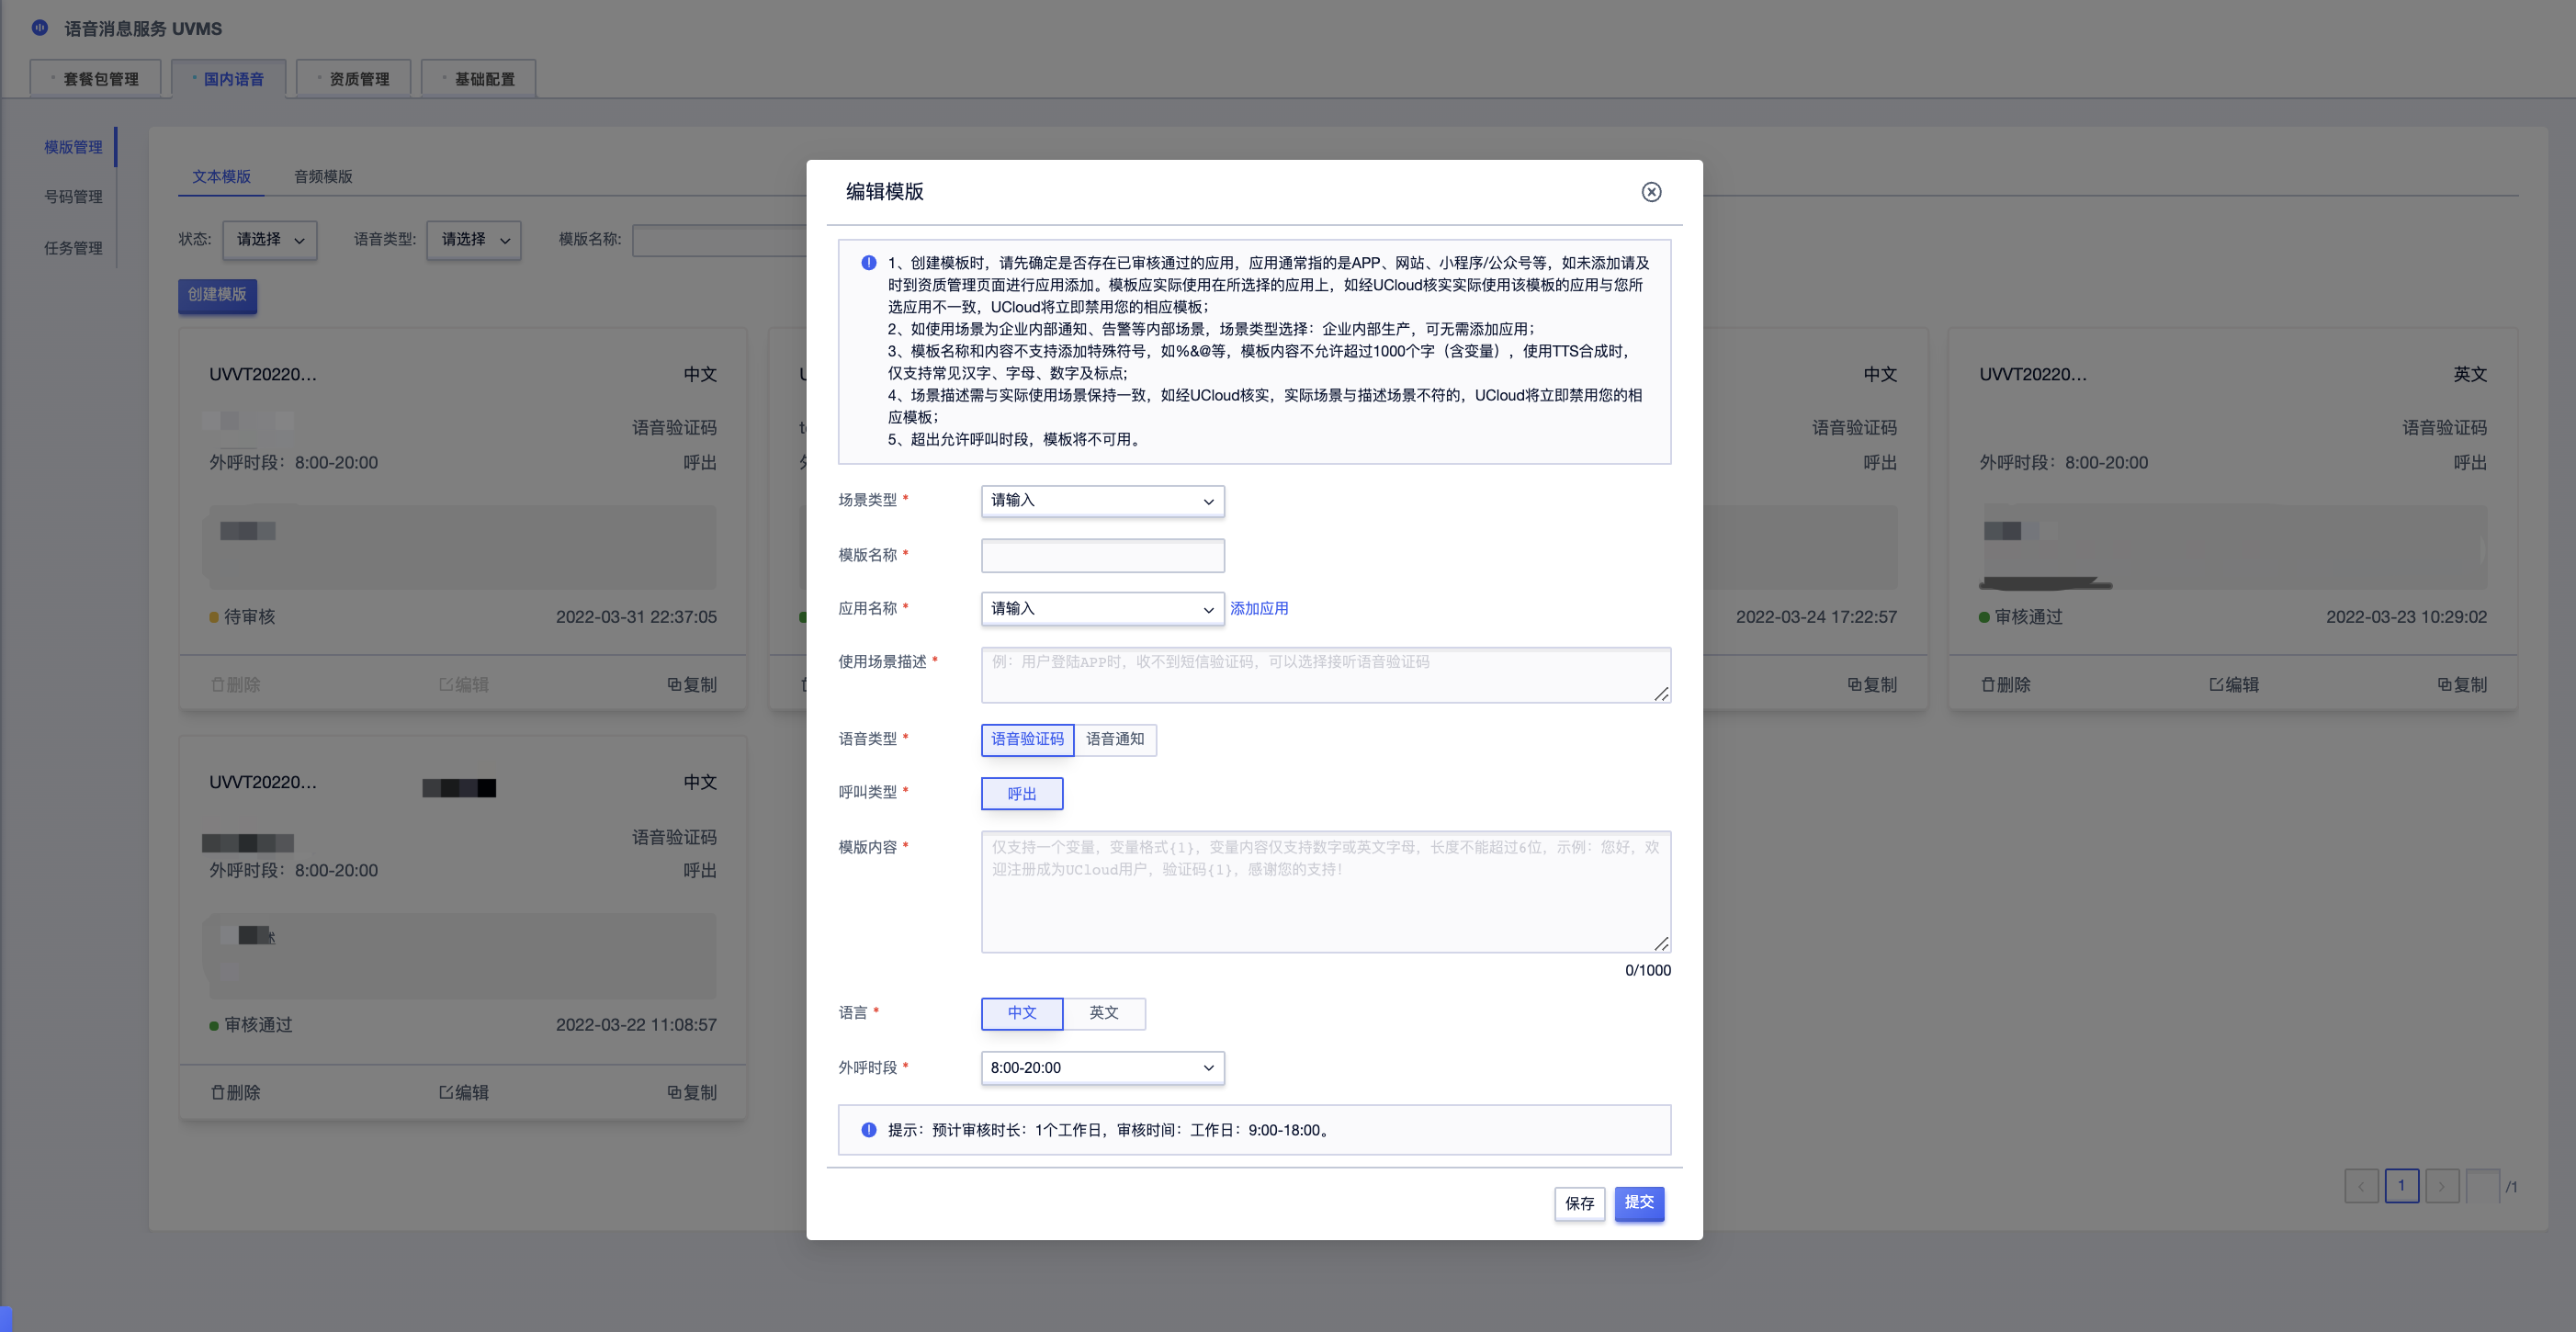 语音消息服务 UVMS
套餐包管理
国内语音
资质管理
基础配置
模版管理
号码管理
任务管理
文本模版
音频模版
状态: 请选择
语音类型: 请选择
模版名称:
创建模版
UVVT20220... 中文
语音验证码
外呼时段：8:00-20:00 呼出
待审核 2022-03-31 22:37:05
删除 编辑 复制
中文
语音验证码
呼出
2022-03-24 17:22:57
复制
UVVT20220... 英文
语音验证码
外呼时段：8:00-20:00 呼出
审核通过 2022-03-23 10:29:02
删除 编辑 复制
UVVT20220... 中文
语音验证码
外呼时段：8:00-20:00 呼出
审核通过 2022-03-22 11:08:57
删除 编辑 复制
1 /1
编辑模版
1、创建模板时，请先确定是否存在已审核通过的应用，应用通常指的是APP、网站、小程序/公众号等，如未添加请及
时到资质管理页面进行应用添加。模板应实际使用在所选择的应用上，如经UCloud核实实际使用该模板的应用与您所
选应用不一致，UCloud将立即禁用您的相应模板；
2、如使用场景为企业内部通知、告警等内部场景，场景类型选择：企业内部生产，可无需添加应用；
3、模板名称和内容不支持添加特殊符号，如%&@等，模板内容不允许超过1000个字（含变量），使用TTS合成时，
仅支持常见汉字、字母、数字及标点;
4、场景描述需与实际使用场景保持一致，如经UCloud核实，实际场景与描述场景不符的，UCloud将立即禁用您的相
应模板；
5、超出允许呼叫时段，模板将不可用。
场景类型 * 请输入
模版名称 *
应用名称 * 请输入 添加应用
使用场景描述 * 例：用户登陆APP时，收不到短信验证码，可以选择接听语音验证码
语音类型 * 语音验证码 语音通知
呼叫类型 * 呼出
模版内容 * 仅支持一个变量，变量格式{1}，变量内容仅支持数字或英文字母，长度不能超过6位，示例：您好，欢
迎注册成为UCloud用户，验证码{1}，感谢您的支持!
0/1000
语言 * 中文 英文
外呼时段 * 8:00-20:00
提示：预计审核时长：1个工作日，审核时间：工作日：9:00-18:00。
保存 提交